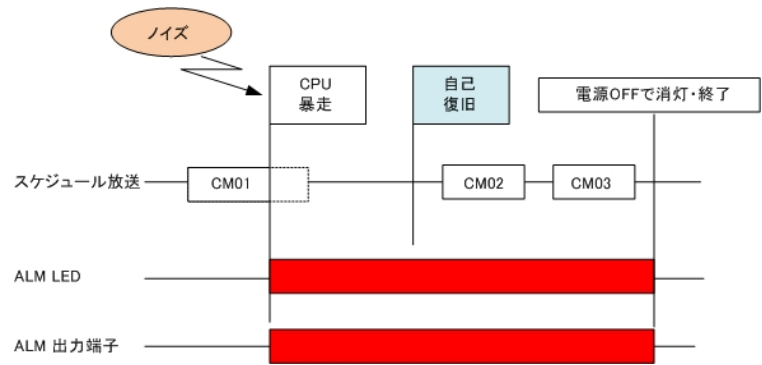 ノイズ
CPU
暴走
自己
復旧
電源OFFで消灯・終了
スケジュール放送
CM01
CM02
CM03
ALM LED
ALM 出力端子